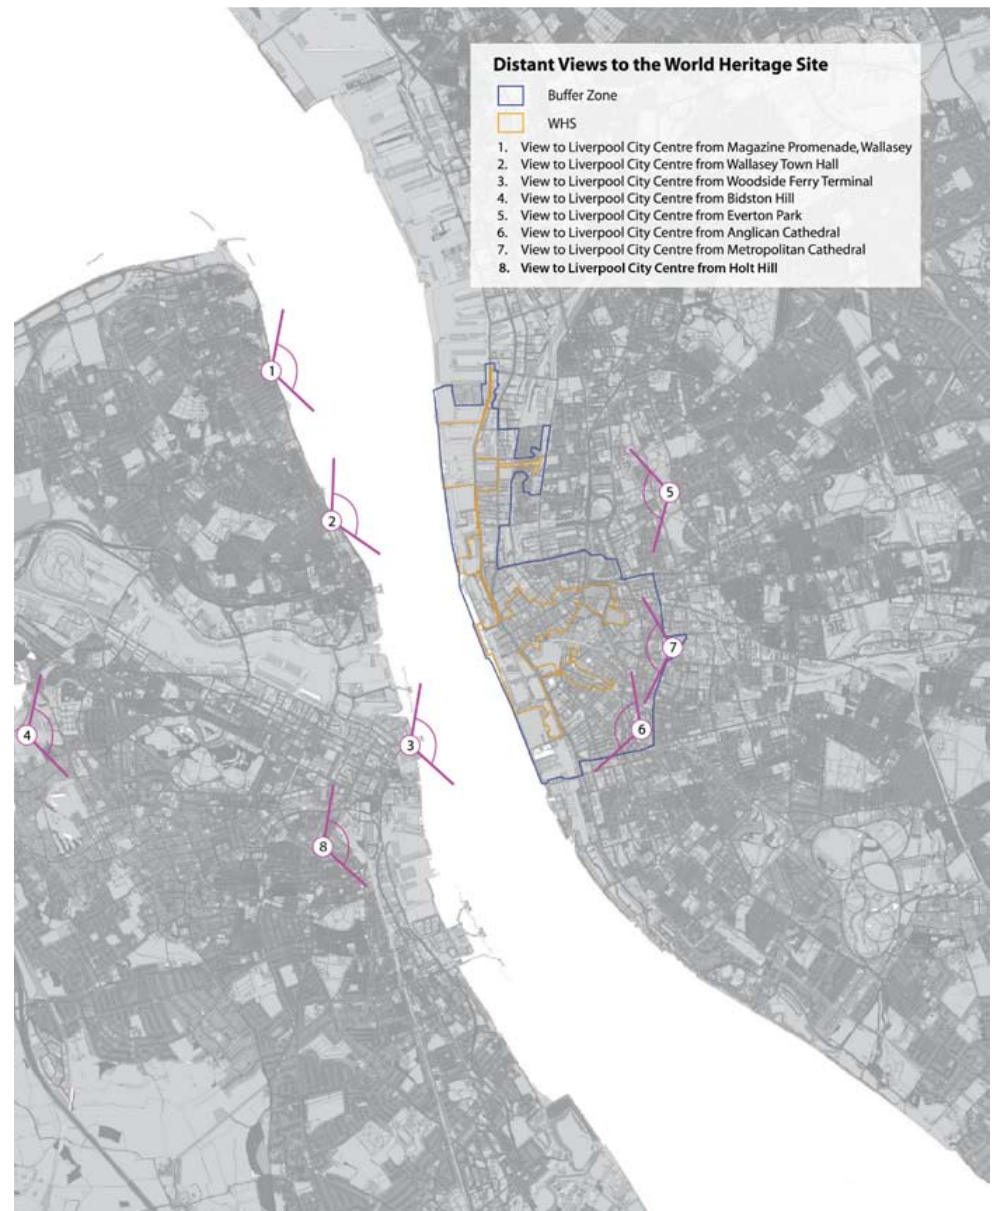 Distant Views to the World Heritage Site
Buffer Zone
WHS
1. View to Liverpool City Centre from Magazine Promenade, Wallasey
2. View to Liverpool City Centre from Wallasey Town Hall
3. View to Liverpool City Centre from Woodside Ferry Terminal
4. View to Liverpool City Centre from Bidston Hill
5. View to Liverpool City Centre from Everton Park
6. View to Liverpool City Centre from Anglican Cathedral
7. View to Liverpool City Centre from Metropolitan Cathedral
8. View to Liverpool City Centre from Holt Hill
1
5
2
7
6
4
3
8